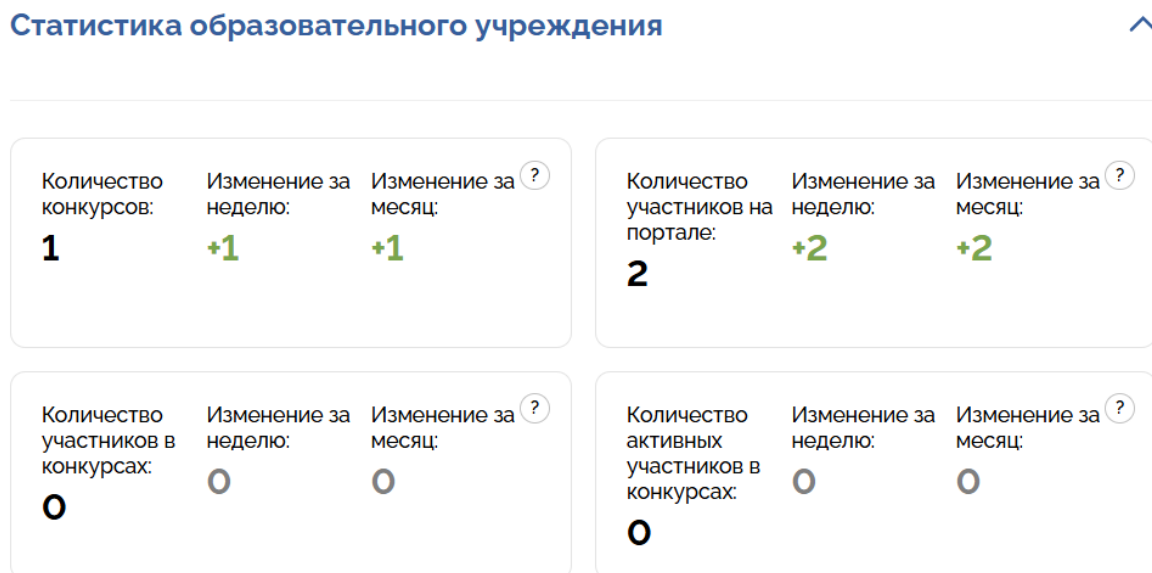 Статистика образовательного учреждения
Количество конкурсов:
1
Изменение за неделю:
+1
Изменение за месяц:
+1
?
Количество участников на портале:
2
Изменение за неделю:
+2
Изменение за месяц:
+2
?
Количество участников в конкурсах:
0
Изменение за неделю:
0
Изменение за месяц:
0
?
Количество активных участников в конкурсах:
0
Изменение за неделю:
0
Изменение за месяц:
0
?